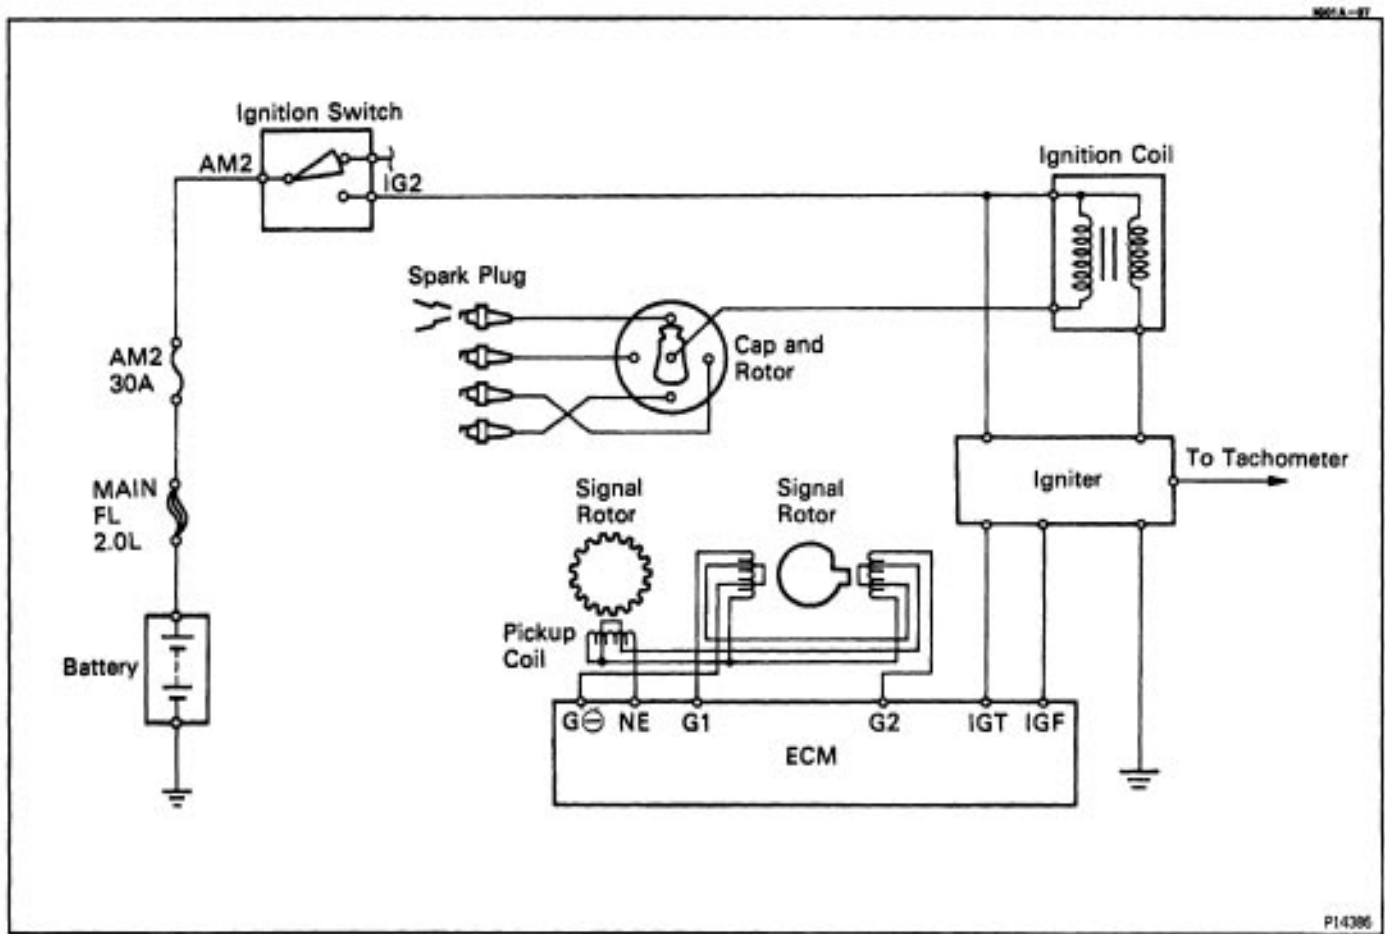 Ignition Switch
AM2
IG2
Ignition Coil
Spark Plug
Cap and
Rotor
AM2
30A
MAIN
FL
2.0L
Igniter
To Tachometer
Signal
Rotor
Signal
Rotor
Pickup
Coil
Battery
G⊖ NE G1 G2 IGT IGF
ECM
P14386